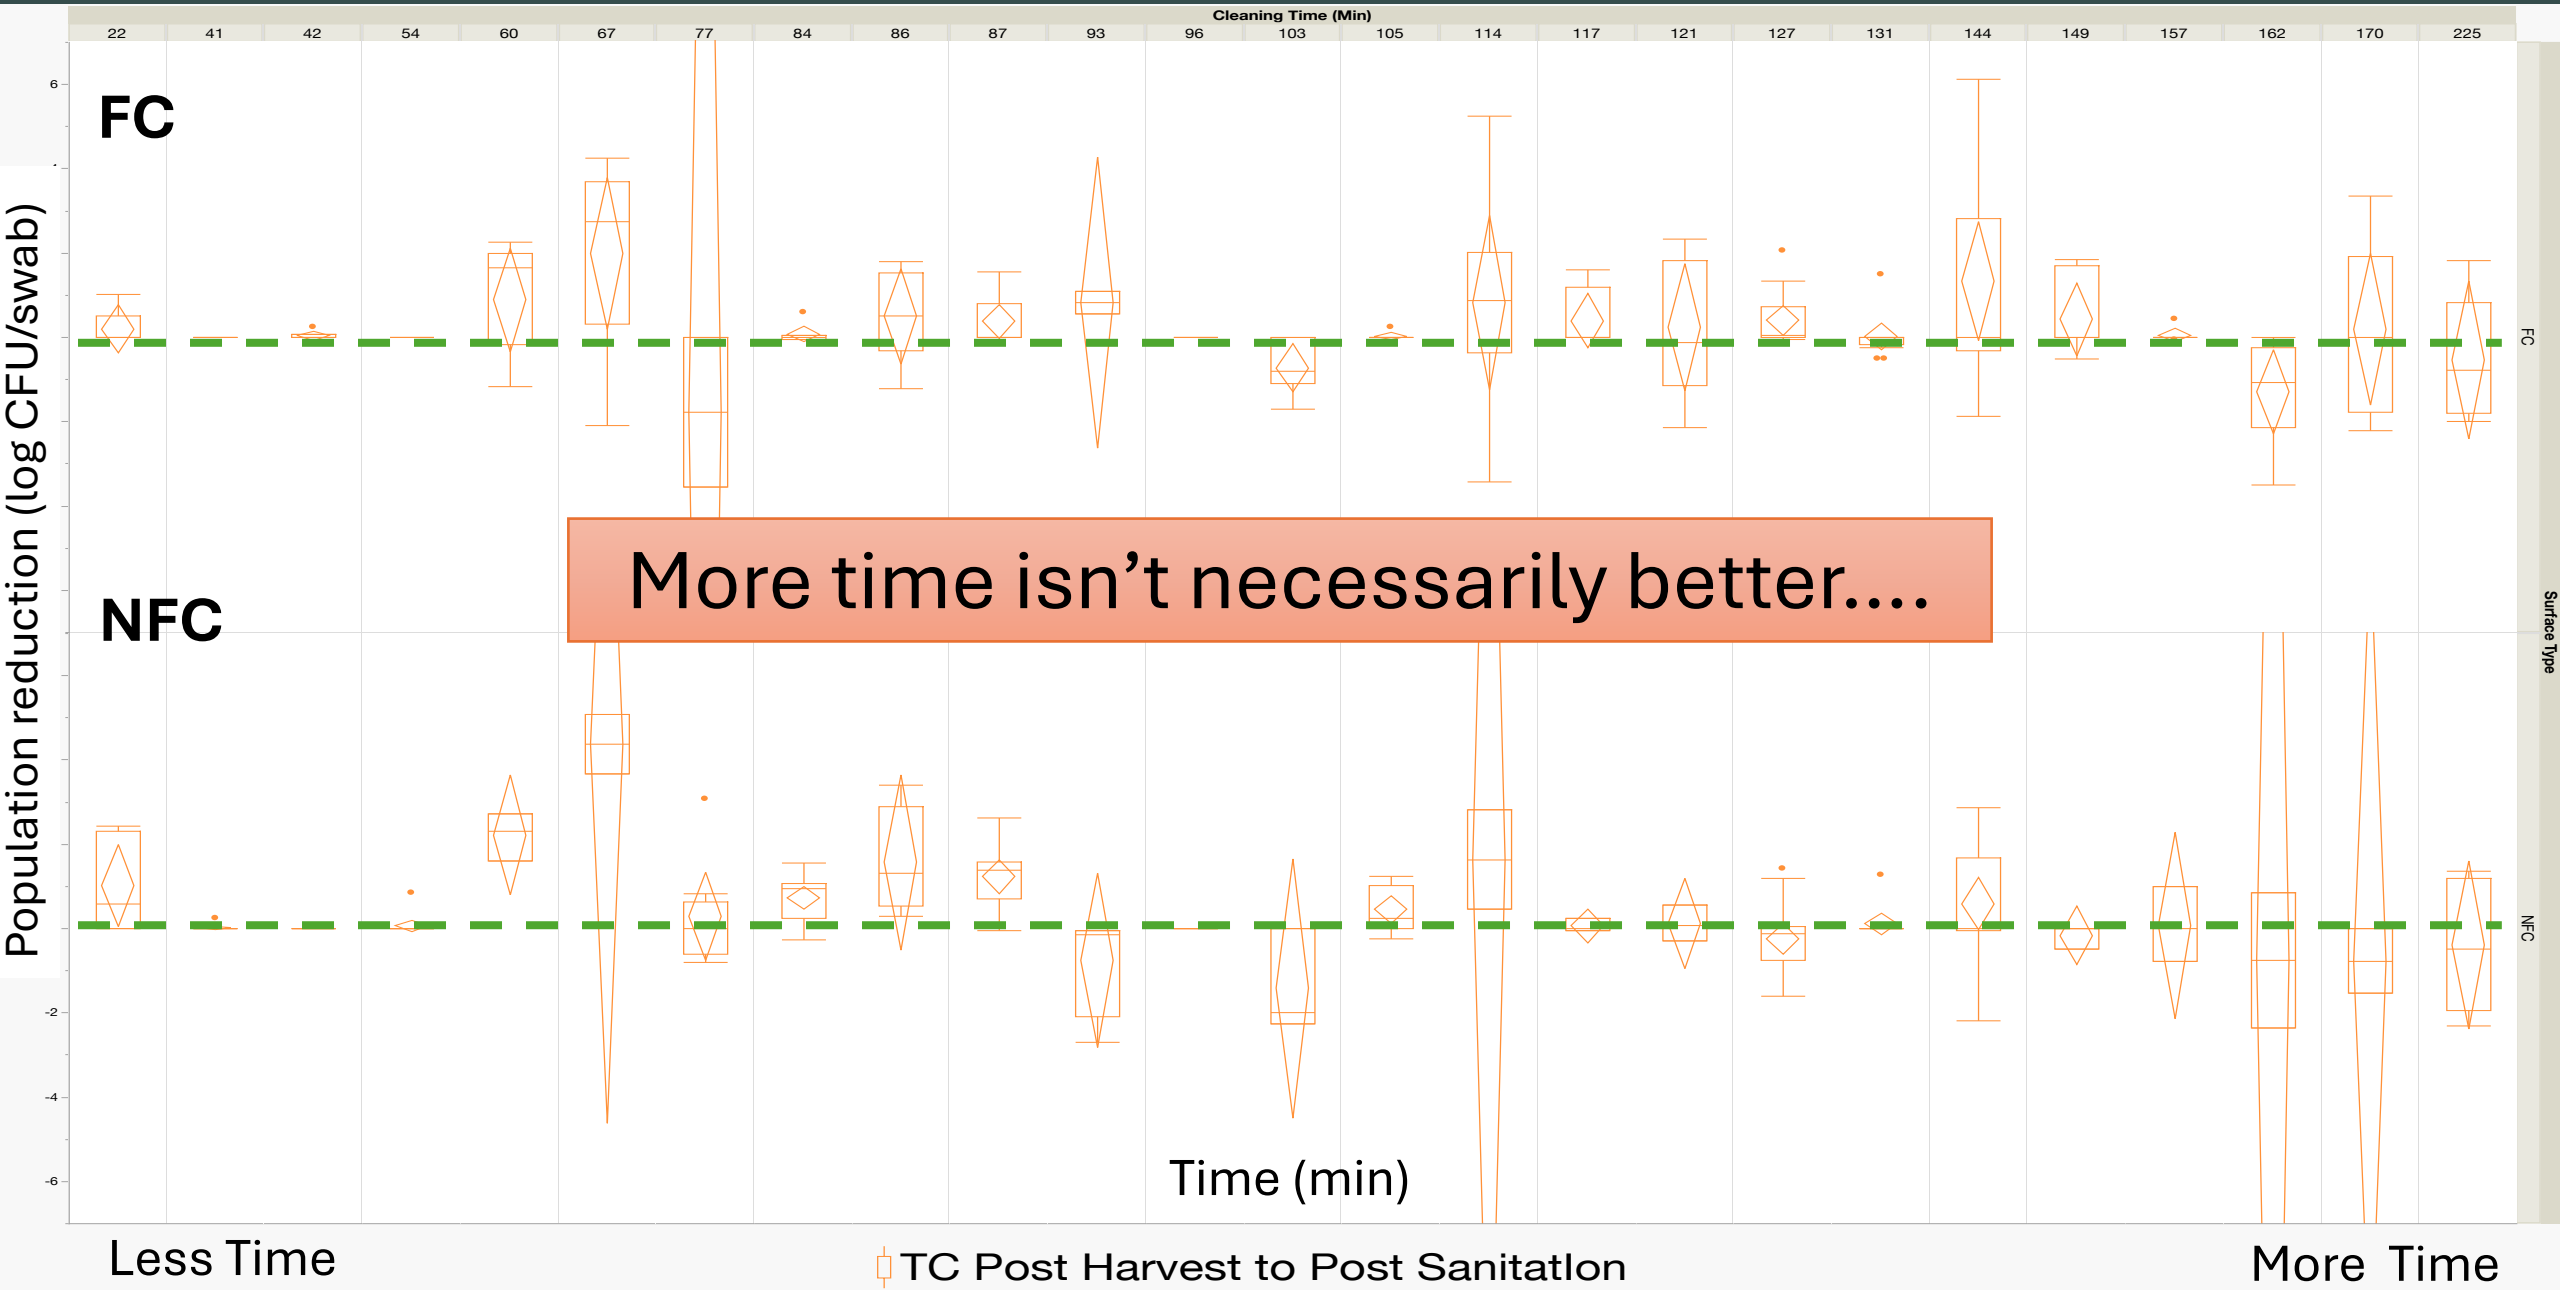 Cleaning Time (Min)
22 41 42 54 60 67 77 84 86 87 93 96 103 105 114 117 121 127 131 144 149 157 162 170 225
6
FC
FC
Population reduction (log CFU/swab)
More time isn’t necessarily better....
NFC
Surface Type
NFC
-2
-4
-6
Time (min)
Less Time
TC Post Harvest to Post SanitatIon
More Time